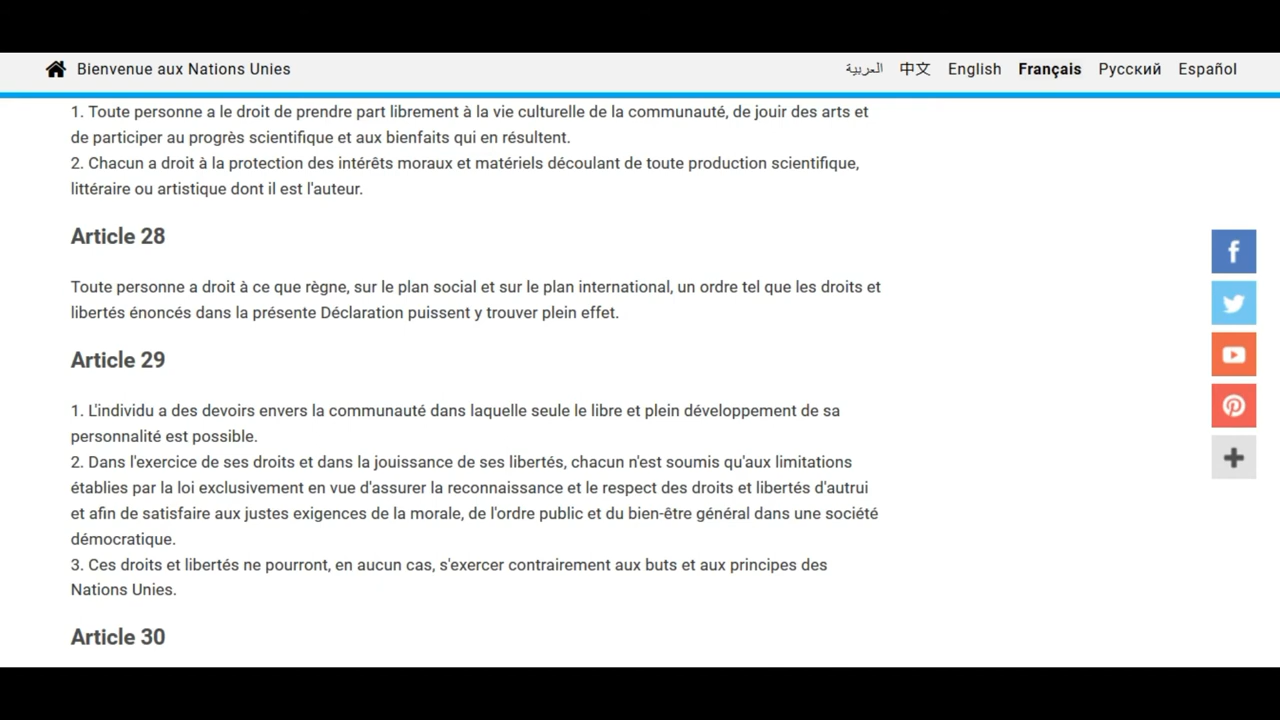 Bienvenue aux Nations Unies
العربية 中文 English Français Русский Español
1. Toute personne a le droit de prendre part librement à la vie culturelle de la communauté, de jouir des arts et
de participer au progrès scientifique et aux bienfaits qui en résultent.
2. Chacun a droit à la protection des intérêts moraux et matériels découlant de toute production scientifique,
littéraire ou artistique dont il est l'auteur.
Article 28
Toute personne a droit à ce que règne, sur le plan social et sur le plan international, un ordre tel que les droits et
libertés énoncés dans la présente Déclaration puissent y trouver plein effet.
Article 29
1. L'individu a des devoirs envers la communauté dans laquelle seule le libre et plein développement de sa
personnalité est possible.
2. Dans l'exercice de ses droits et dans la jouissance de ses libertés, chacun n'est soumis qu'aux limitations
établies par la loi exclusivement en vue d'assurer la reconnaissance et le respect des droits et libertés d'autrui
et afin de satisfaire aux justes exigences de la morale, de l'ordre public et du bien-être général dans une société
démocratique.
3. Ces droits et libertés ne pourront, en aucun cas, s'exercer contrairement aux buts et aux principes des
Nations Unies.
Article 30